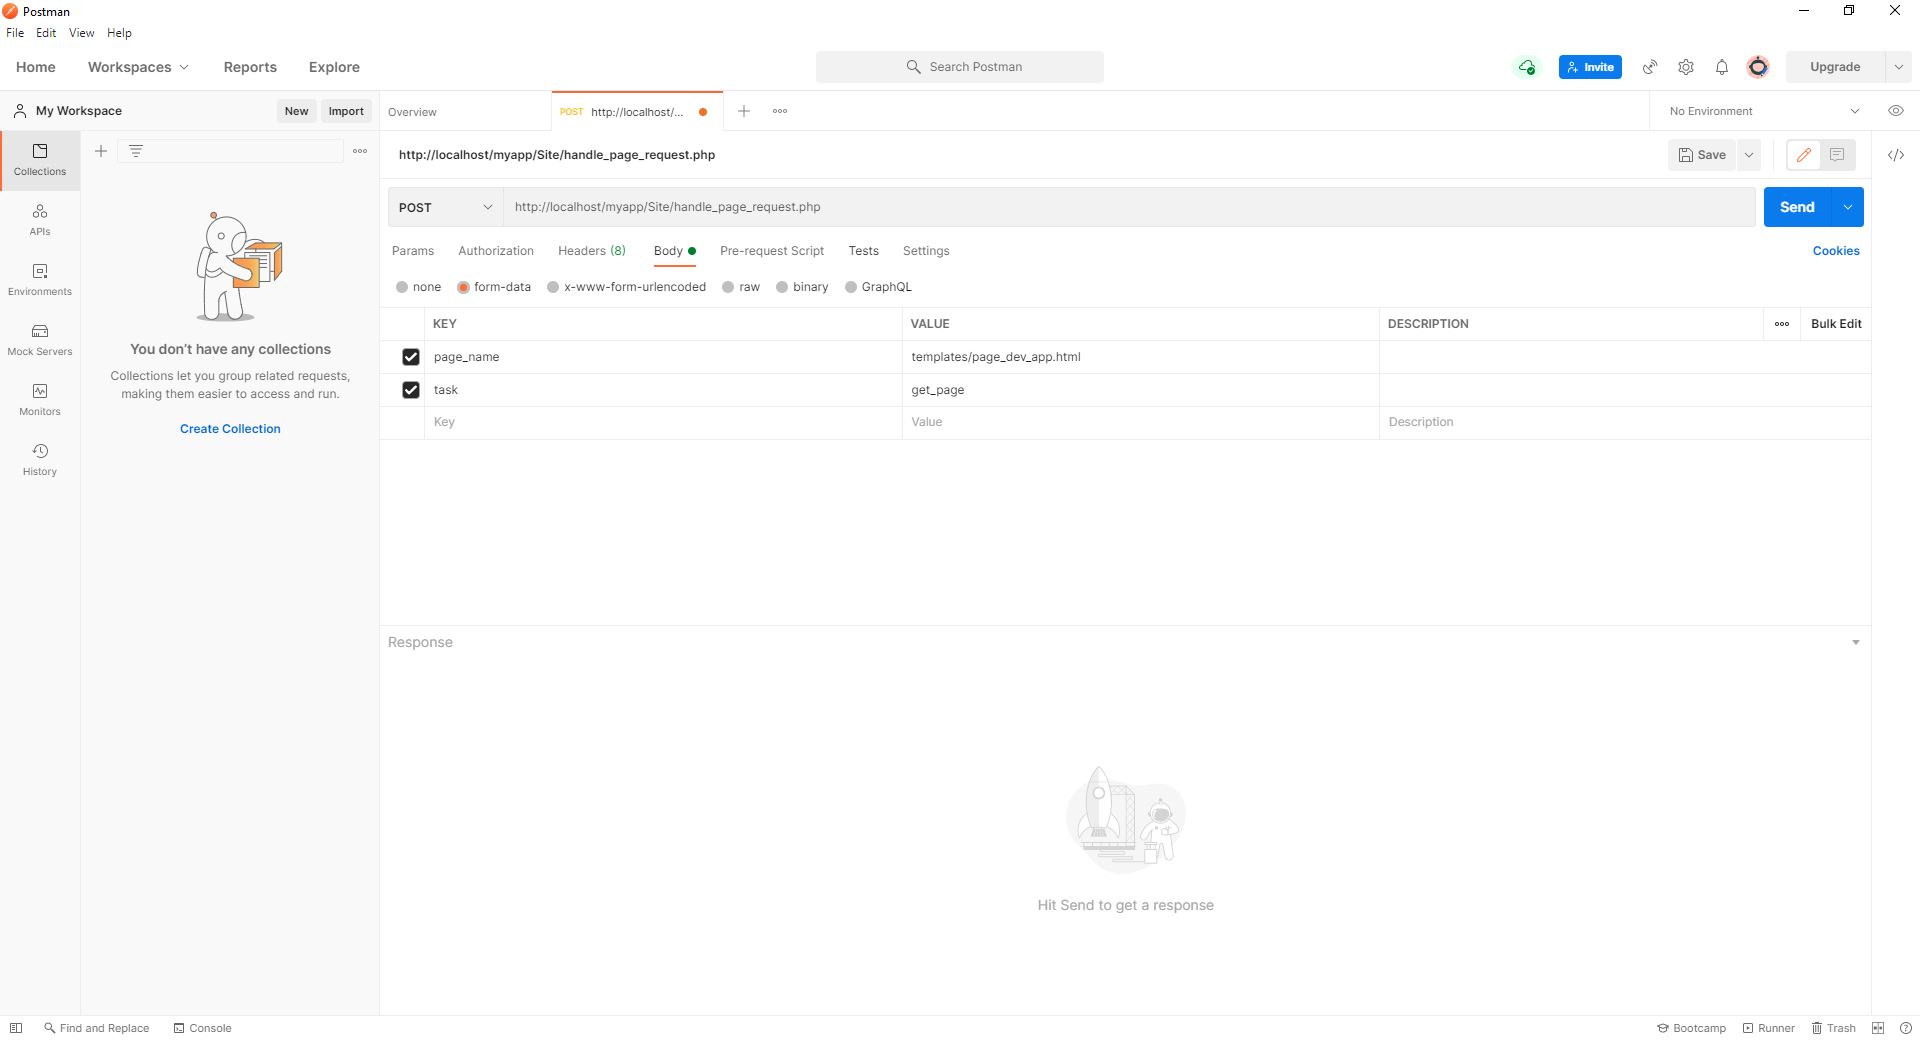 Postman
File Edit View Help
Home Workspaces Reports Explore Search Postman Invite Upgrade
My Workspace New Import Overview POST http://localhost/... No Environment
Collections
APIs
Environments
Mock Servers
Monitors
History
You don't have any collections
Collections let you group related requests,
making them easier to access and run.
Create Collection
http://localhost/myapp/Site/handle_page_request.php Save
POST http://localhost/myapp/Site/handle_page_request.php Send
Params Authorization Headers (8) Body Pre-request Script Tests Settings Cookies
none form-data x-www-form-urlencoded raw binary GraphQL
KEY VALUE DESCRIPTION Bulk Edit
page_name templates/page_dev_app.html
task get_page
Key Value Description
Response
Hit Send to get a response
Find and Replace Console Bootcamp Runner Trash